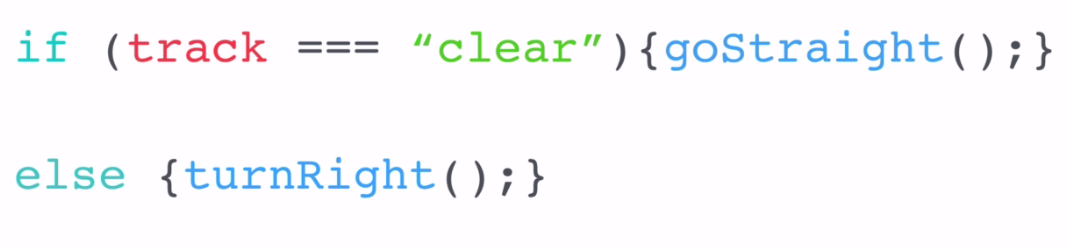 if (track === “clear”){goStraight();}
else {turnRight();}